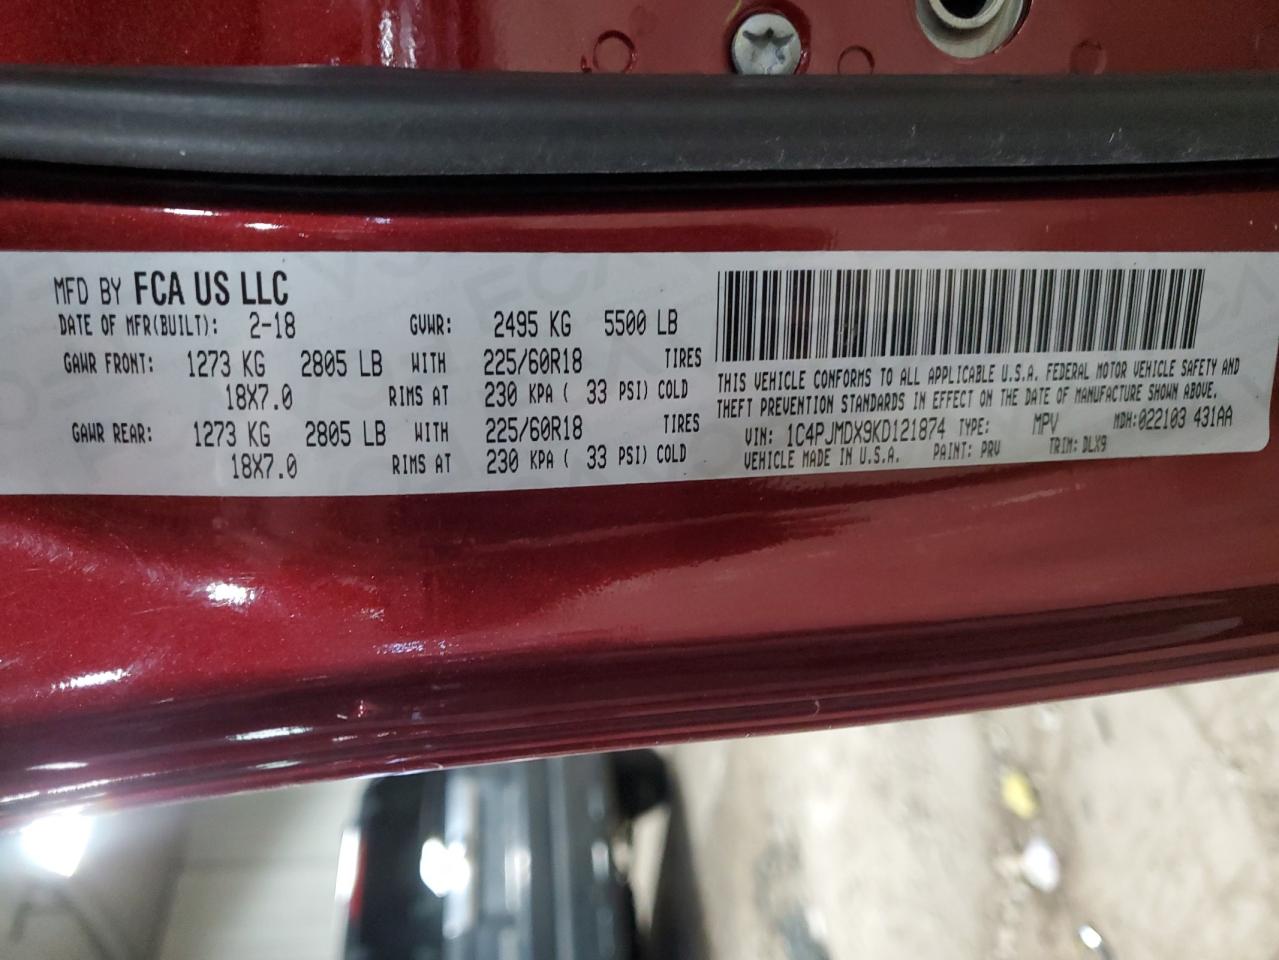 MFD BY FCA US LLC
DATE OF MFR(BUILT): 2-18 GVWR: 2495 KG 5500 LB
GAWR FRONT: 1273 KG 2805 LB WITH 225/60R18 TIRES
18X7.0 RIMS AT 230 KPA ( 33 PSI) COLD
GAWR REAR: 1273 KG 2805 LB WITH 225/60R18 TIRES
18X7.0 RIMS AT 230 KPA ( 33 PSI) COLD
THIS VEHICLE CONFORMS TO ALL APPLICABLE U.S.A. FEDERAL MOTOR VEHICLE SAFETY AND
THEFT PREVENTION STANDARDS IN EFFECT ON THE DATE OF MANUFACTURE SHOWN ABOVE.
VIN: 1C4PJMDX9KD121874 TYPE: MPV MDH:022103 431AA
VEHICLE MADE IN U.S.A. PAINT: PRV TRIM: DLX9